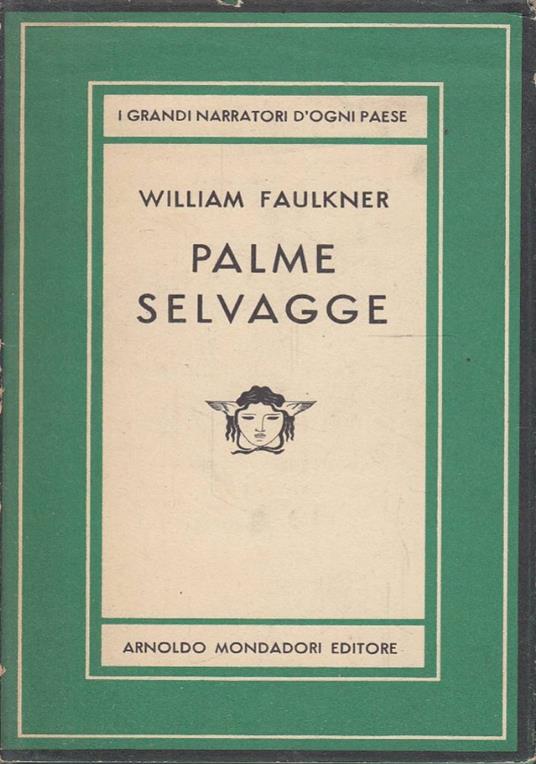 I GRANDI NARRATORI D'OGNI PAESE
WILLIAM FAULKNER
PALME
SELVAGGE
ARNOLDO MONDADORI EDITORE